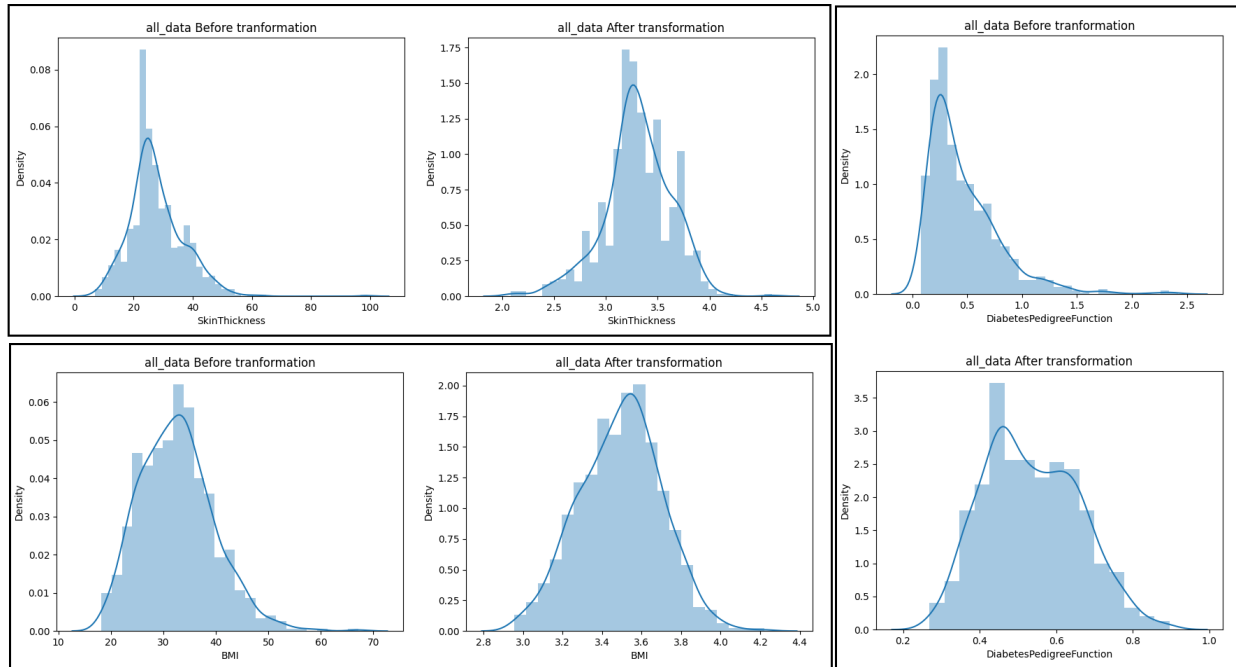 all_data Before tranformation
0.08
0.06
0.04
0.02
0.00
Density
0 20 40 60 80 100
SkinThickness
all_data After transformation
1.75
1.50
1.25
1.00
0.75
0.50
0.25
0.00
Density
2.0 2.5 3.0 3.5 4.0 4.5 5.0
SkinThickness
all_data Before tranformation
2.0
1.5
1.0
0.5
0.0
Density
0.0 0.5 1.0 1.5 2.0 2.5
DiabetesPedigreeFunction
all_data Before tranformation
0.06
0.05
0.04
0.03
0.02
0.01
0.00
Density
10 20 30 40 50 60 70
BMI
all_data After transformation
2.00
1.75
1.50
1.25
1.00
0.75
0.50
0.25
0.00
Density
2.8 3.0 3.2 3.4 3.6 3.8 4.0 4.2 4.4
BMI
all_data After transformation
3.5
3.0
2.5
2.0
1.5
1.0
0.5
0.0
Density
0.2 0.4 0.6 0.8 1.0
DiabetesPedigreeFunction